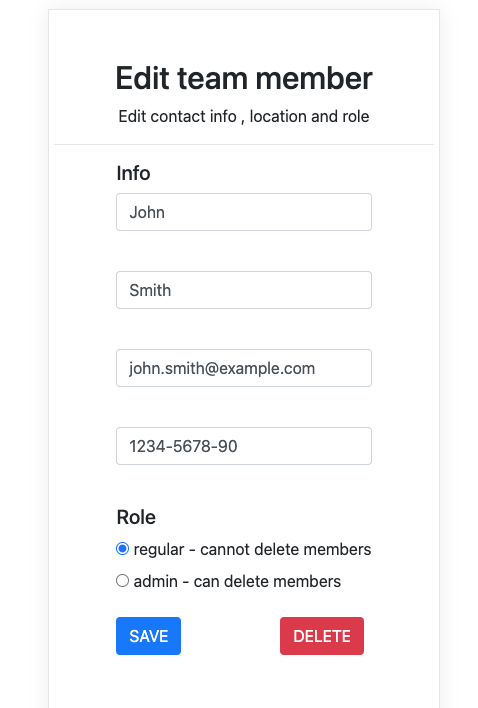 Edit team member
Edit contact info , location and role
Info
John
Smith
john.smith@example.com
1234-5678-90
Role
regular - cannot delete members
admin - can delete members
SAVE DELETE